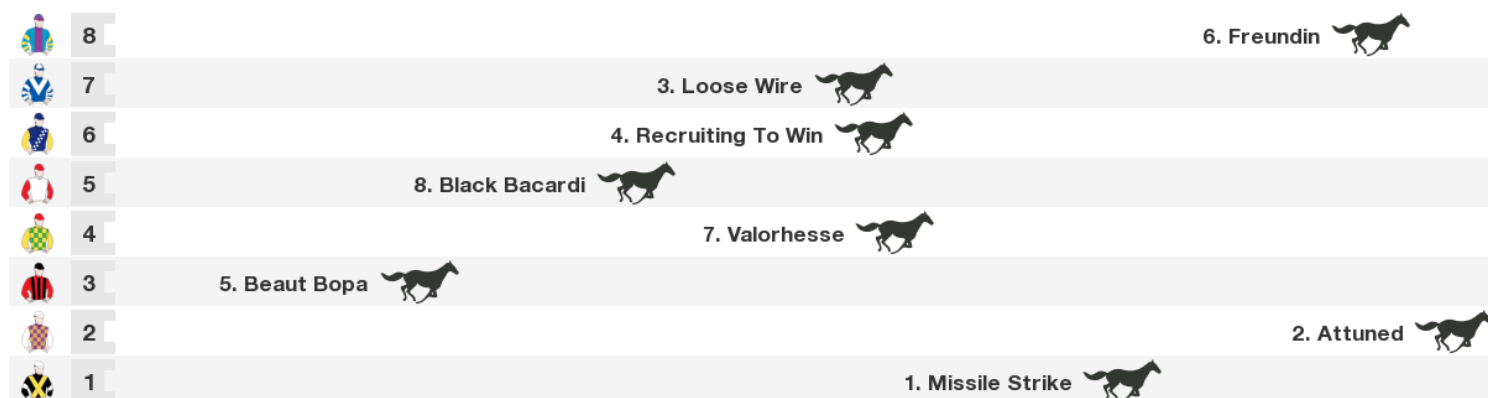 8 6. Freundin
7 3. Loose Wire
6 4. Recruiting To Win
5 8. Black Bacardi
4 7. Valorhesse
3 5. Beaut Bopa
2 2. Attuned
1 1. Missile Strike